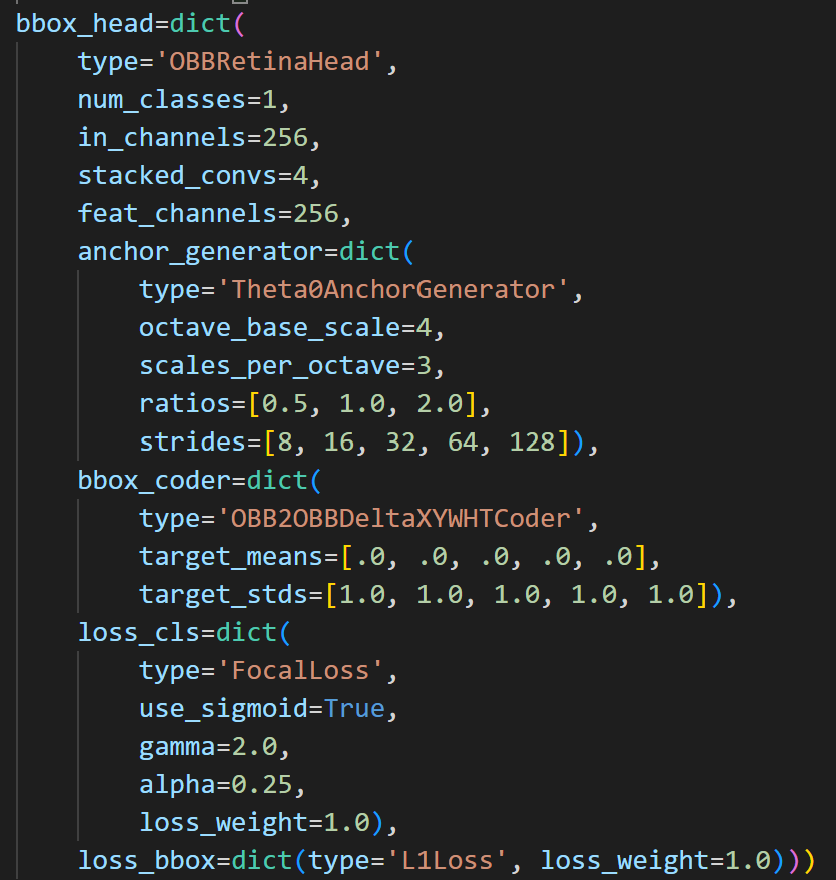 bbox_head=dict(
    type='OBBRetinaHead',
    num_classes=1,
    in_channels=256,
    stacked_convs=4,
    feat_channels=256,
    anchor_generator=dict(
        type='Theta0AnchorGenerator',
        octave_base_scale=4,
        scales_per_octave=3,
        ratios=[0.5, 1.0, 2.0],
        strides=[8, 16, 32, 64, 128]),
    bbox_coder=dict(
        type='OBB2OBBDeltaXYWHTCoder',
        target_means=[.0, .0, .0, .0, .0],
        target_stds=[1.0, 1.0, 1.0, 1.0, 1.0]),
    loss_cls=dict(
        type='FocalLoss',
        use_sigmoid=True,
        gamma=2.0,
        alpha=0.25,
        loss_weight=1.0),
    loss_bbox=dict(type='L1Loss', loss_weight=1.0)))